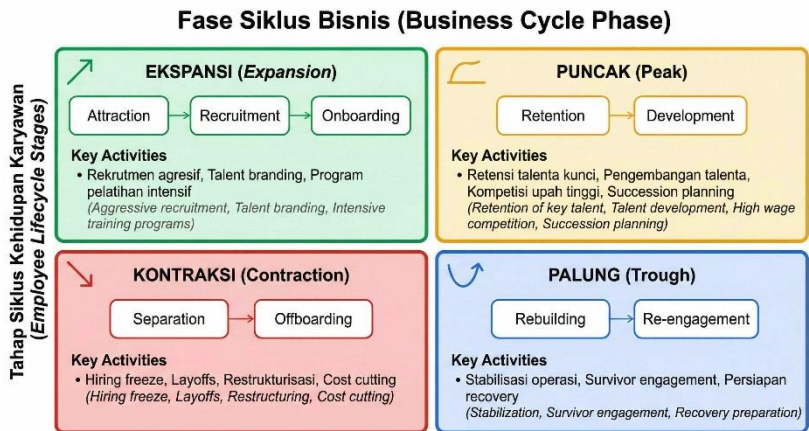 Fase Siklus Bisnis (Business Cycle Phase)
Tahap Siklus Kehidupan Karyawan
(Employee Lifecycle Stages)
EKSPANSI (Expansion)
Attraction
Recruitment
Onboarding
Key Activities
• Rekrutmen agresif, Talent branding, Program
pelatihan intensif
(Aggressive recruitment, Talent branding, Intensive
training programs)
PUNCAK (Peak)
Retention
Development
Key Activities
• Retensi talenta kunci, Pengembangan talenta,
Kompetisi upah tinggi, Succession planning
(Retention of key talent, Talent development, High wage
competition, Succession planning)
KONTRAKSI (Contraction)
Separation
Offboarding
Key Activities
• Hiring freeze, Layoffs, Restrukturisasi, Cost cutting
(Hiring freeze, Layoffs, Restructuring, Cost cutting)
PALUNG (Trough)
Rebuilding
Re-engagement
Key Activities
• Stabilisasi operasi, Survivor engagement, Persiapan
recovery
(Stabilization, Survivor engagement, Recovery preparation)